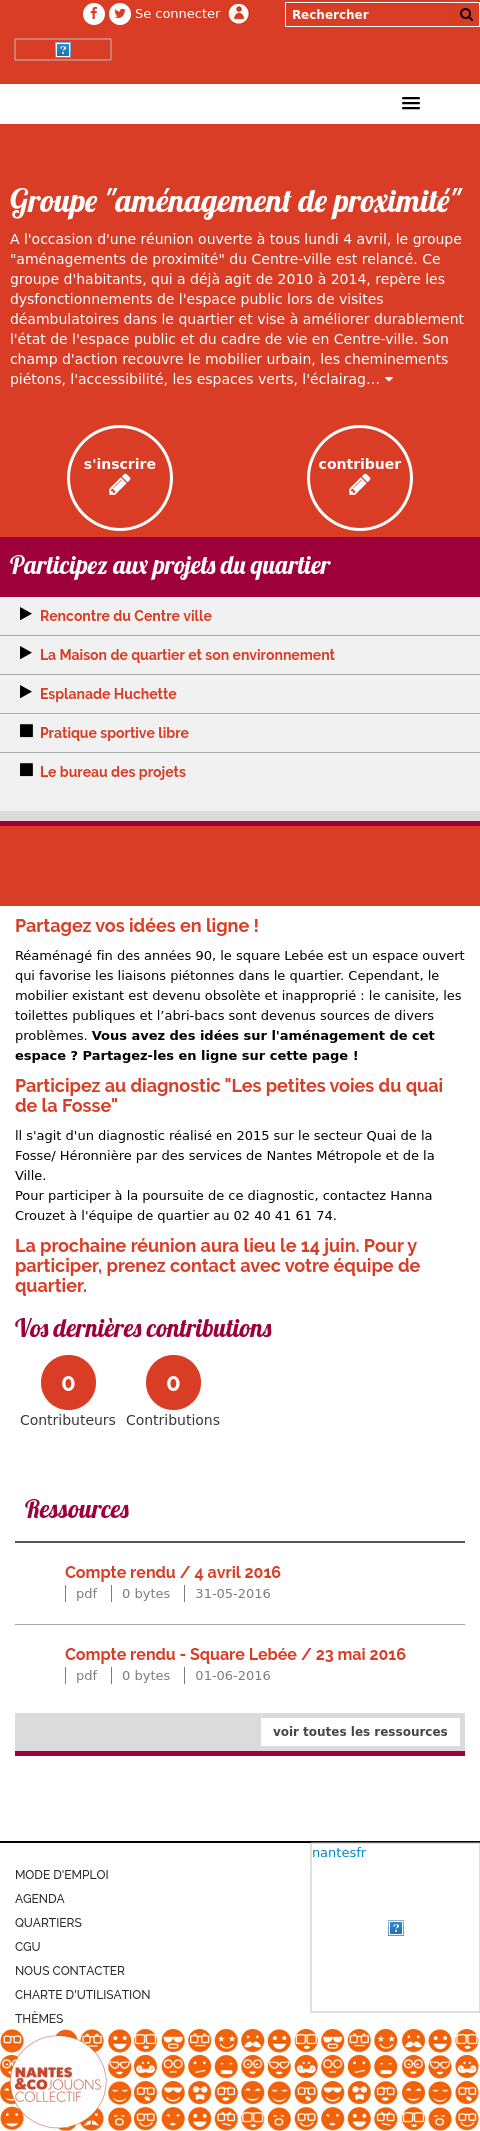 Se connecter
Rechercher
Groupe "aménagement de proximité"
A l'occasion d'une réunion ouverte à tous lundi 4 avril, le groupe
"aménagements de proximité" du Centre-ville est relancé. Ce
groupe d'habitants, qui a déjà agit de 2010 à 2014, repère les
dysfonctionnements de l'espace public lors de visites
déambulatoires dans le quartier et vise à améliorer durablement
l'état de l'espace public et du cadre de vie en Centre-ville. Son
champ d'action recouvre le mobilier urbain, les cheminements
piétons, l'accessibilité, les espaces verts, l'éclairag...
s'inscrire
contribuer
Participez aux projets du quartier
Rencontre du Centre ville
La Maison de quartier et son environnement
Esplanade Huchette
Pratique sportive libre
Le bureau des projets
Partagez vos idées en ligne !
Réaménagé fin des années 90, le square Lebée est un espace ouvert
qui favorise les liaisons piétonnes dans le quartier. Cependant, le
mobilier existant est devenu obsolète et inapproprié : le canisite, les
toilettes publiques et l’abri-bacs sont devenus sources de divers
problèmes. Vous avez des idées sur l'aménagement de cet
espace ? Partagez-les en ligne sur cette page !
Participez au diagnostic "Les petites voies du quai
de la Fosse"
ll s'agit d'un diagnostic réalisé en 2015 sur le secteur Quai de la
Fosse/ Héronnière par des services de Nantes Métropole et de la
Ville.
Pour participer à la poursuite de ce diagnostic, contactez Hanna
Crouzet à l'équipe de quartier au 02 40 41 61 74.
La prochaine réunion aura lieu le 14 juin. Pour y
participer, prenez contact avec votre équipe de
quartier.
Vos dernières contributions
0 0
Contributeurs Contributions
Ressources
Compte rendu / 4 avril 2016
pdf 0 bytes 31-05-2016
Compte rendu - Square Lebée / 23 mai 2016
pdf 0 bytes 01-06-2016
voir toutes les ressources
nantesfr
MODE D'EMPLOI
AGENDA
QUARTIERS
CGU
NOUS CONTACTER
CHARTE D'UTILISATION
THÈMES
NANTES
&COJOUONS
COLLECTIF